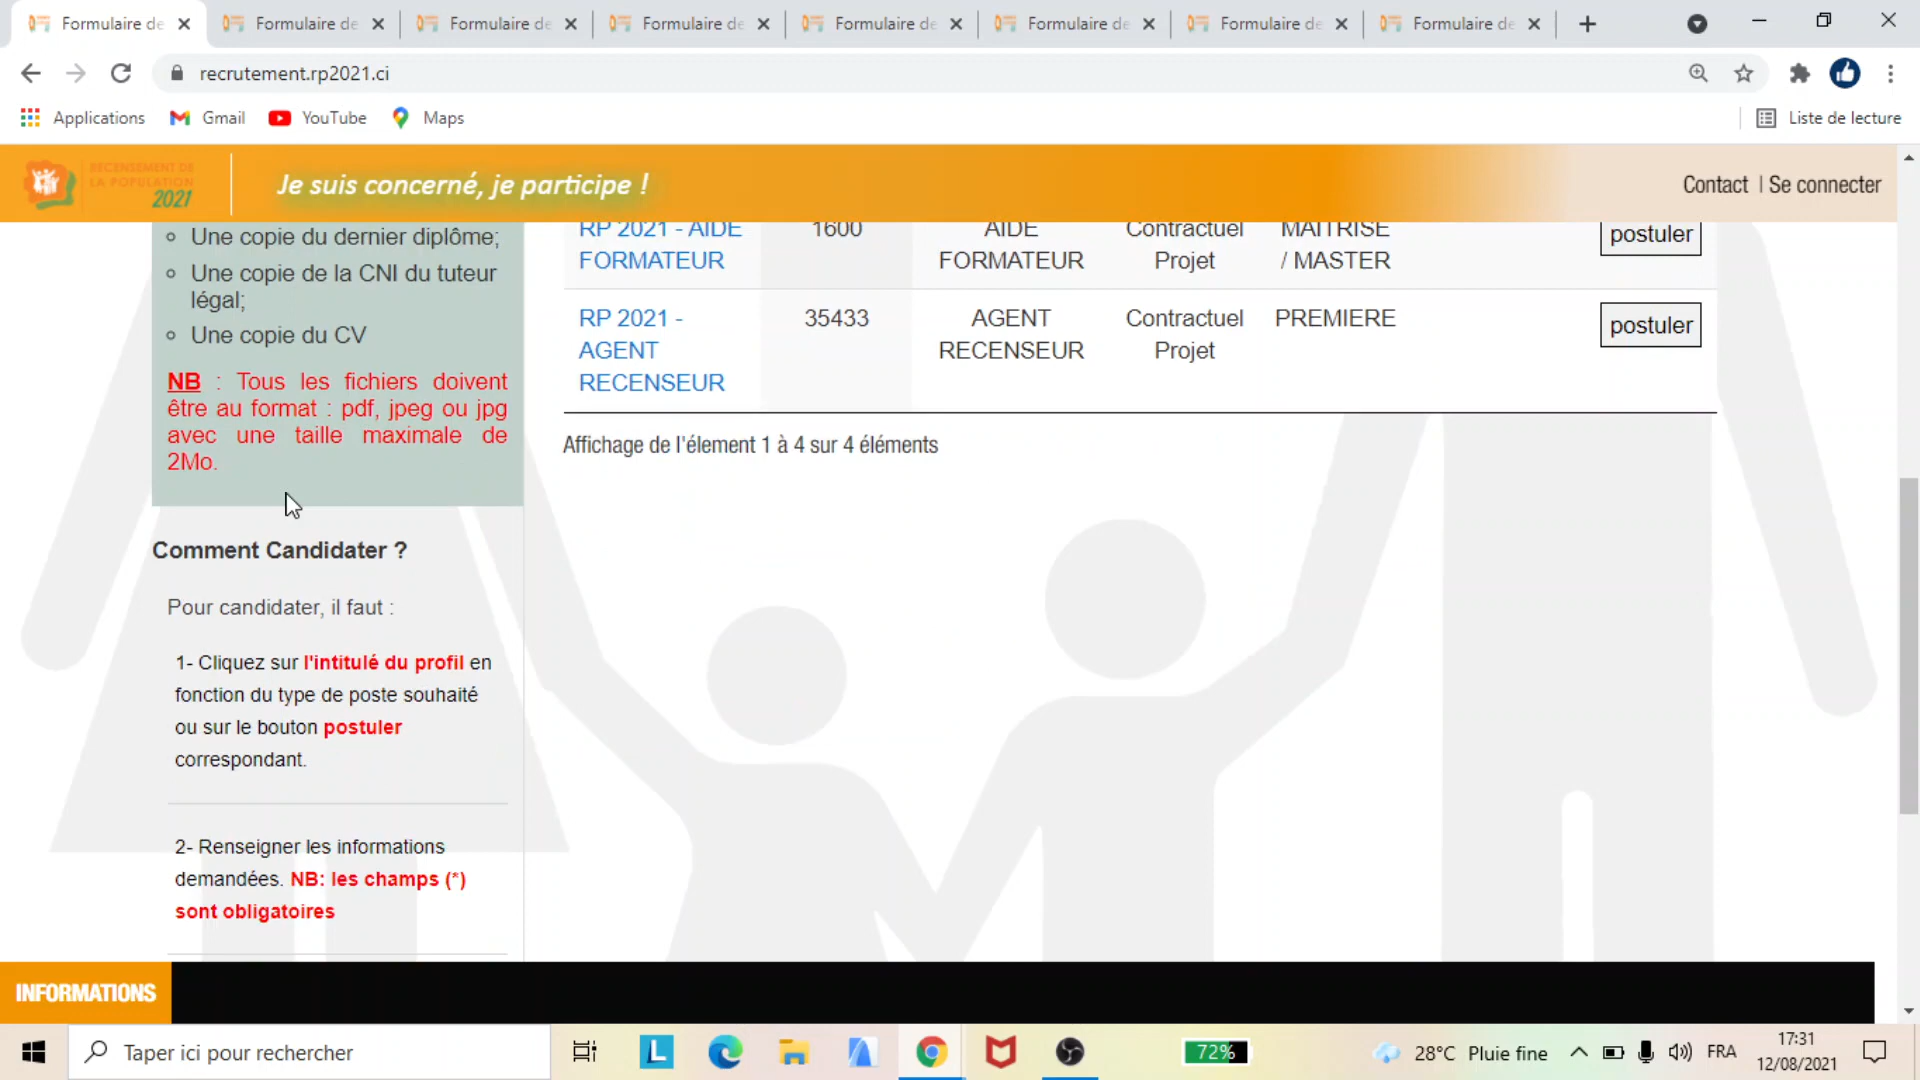 Formulaire de
Formulaire de
Formulaire de
Formulaire de
Formulaire de
Formulaire de
Formulaire de
Formulaire de
recrutement.rp2021.ci
Applications
Gmail
YouTube
Maps
Liste de lecture
RECENSEMENT DE
LA POPULATION
2021
Je suis concerné, je participe !
Contact | Se connecter
Une copie du dernier diplôme;
Une copie de la CNI du tuteur
légal;
Une copie du CV
NB : Tous les fichiers doivent
être au format : pdf, jpeg ou jpg
avec une taille maximale de
2Mo.
Comment Candidater ?
Pour candidater, il faut :
1- Cliquez sur l'intitulé du profil en
fonction du type de poste souhaité
ou sur le bouton postuler
correspondant.
2- Renseigner les informations
demandées. NB: les champs (*)
sont obligatoires
RP 2021 - AIDE
FORMATEUR
1600
AIDE
FORMATEUR
Contractuel
Projet
MAITRISE
/ MASTER
postuler
RP 2021 -
AGENT
RECENSEUR
35433
AGENT
RECENSEUR
Contractuel
Projet
PREMIERE
postuler
Affichage de l'élement 1 à 4 sur 4 éléments
INFORMATIONS
Taper ici pour rechercher
L
72%
28°C Pluie fine
FRA
17:31
12/08/2021